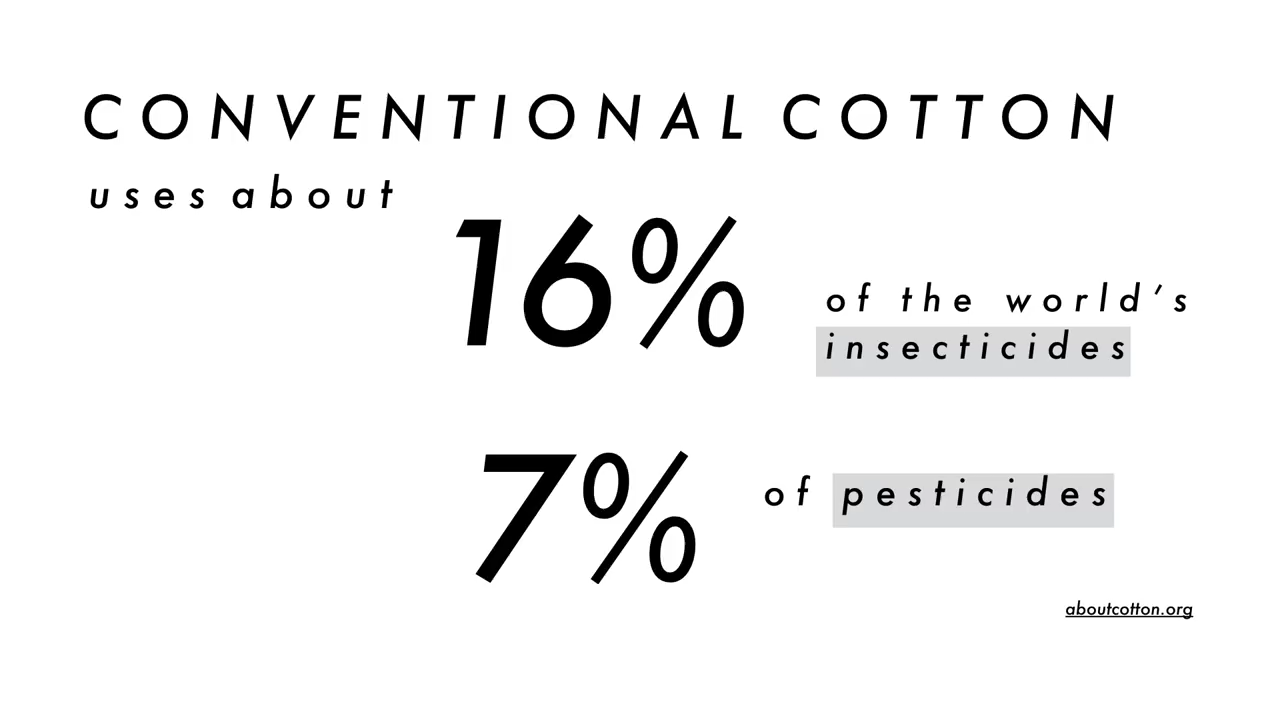 CONVENTIONAL COTTON
uses about
16%
of the world's
insecticides
7%
of pesticides
aboutcotton.org